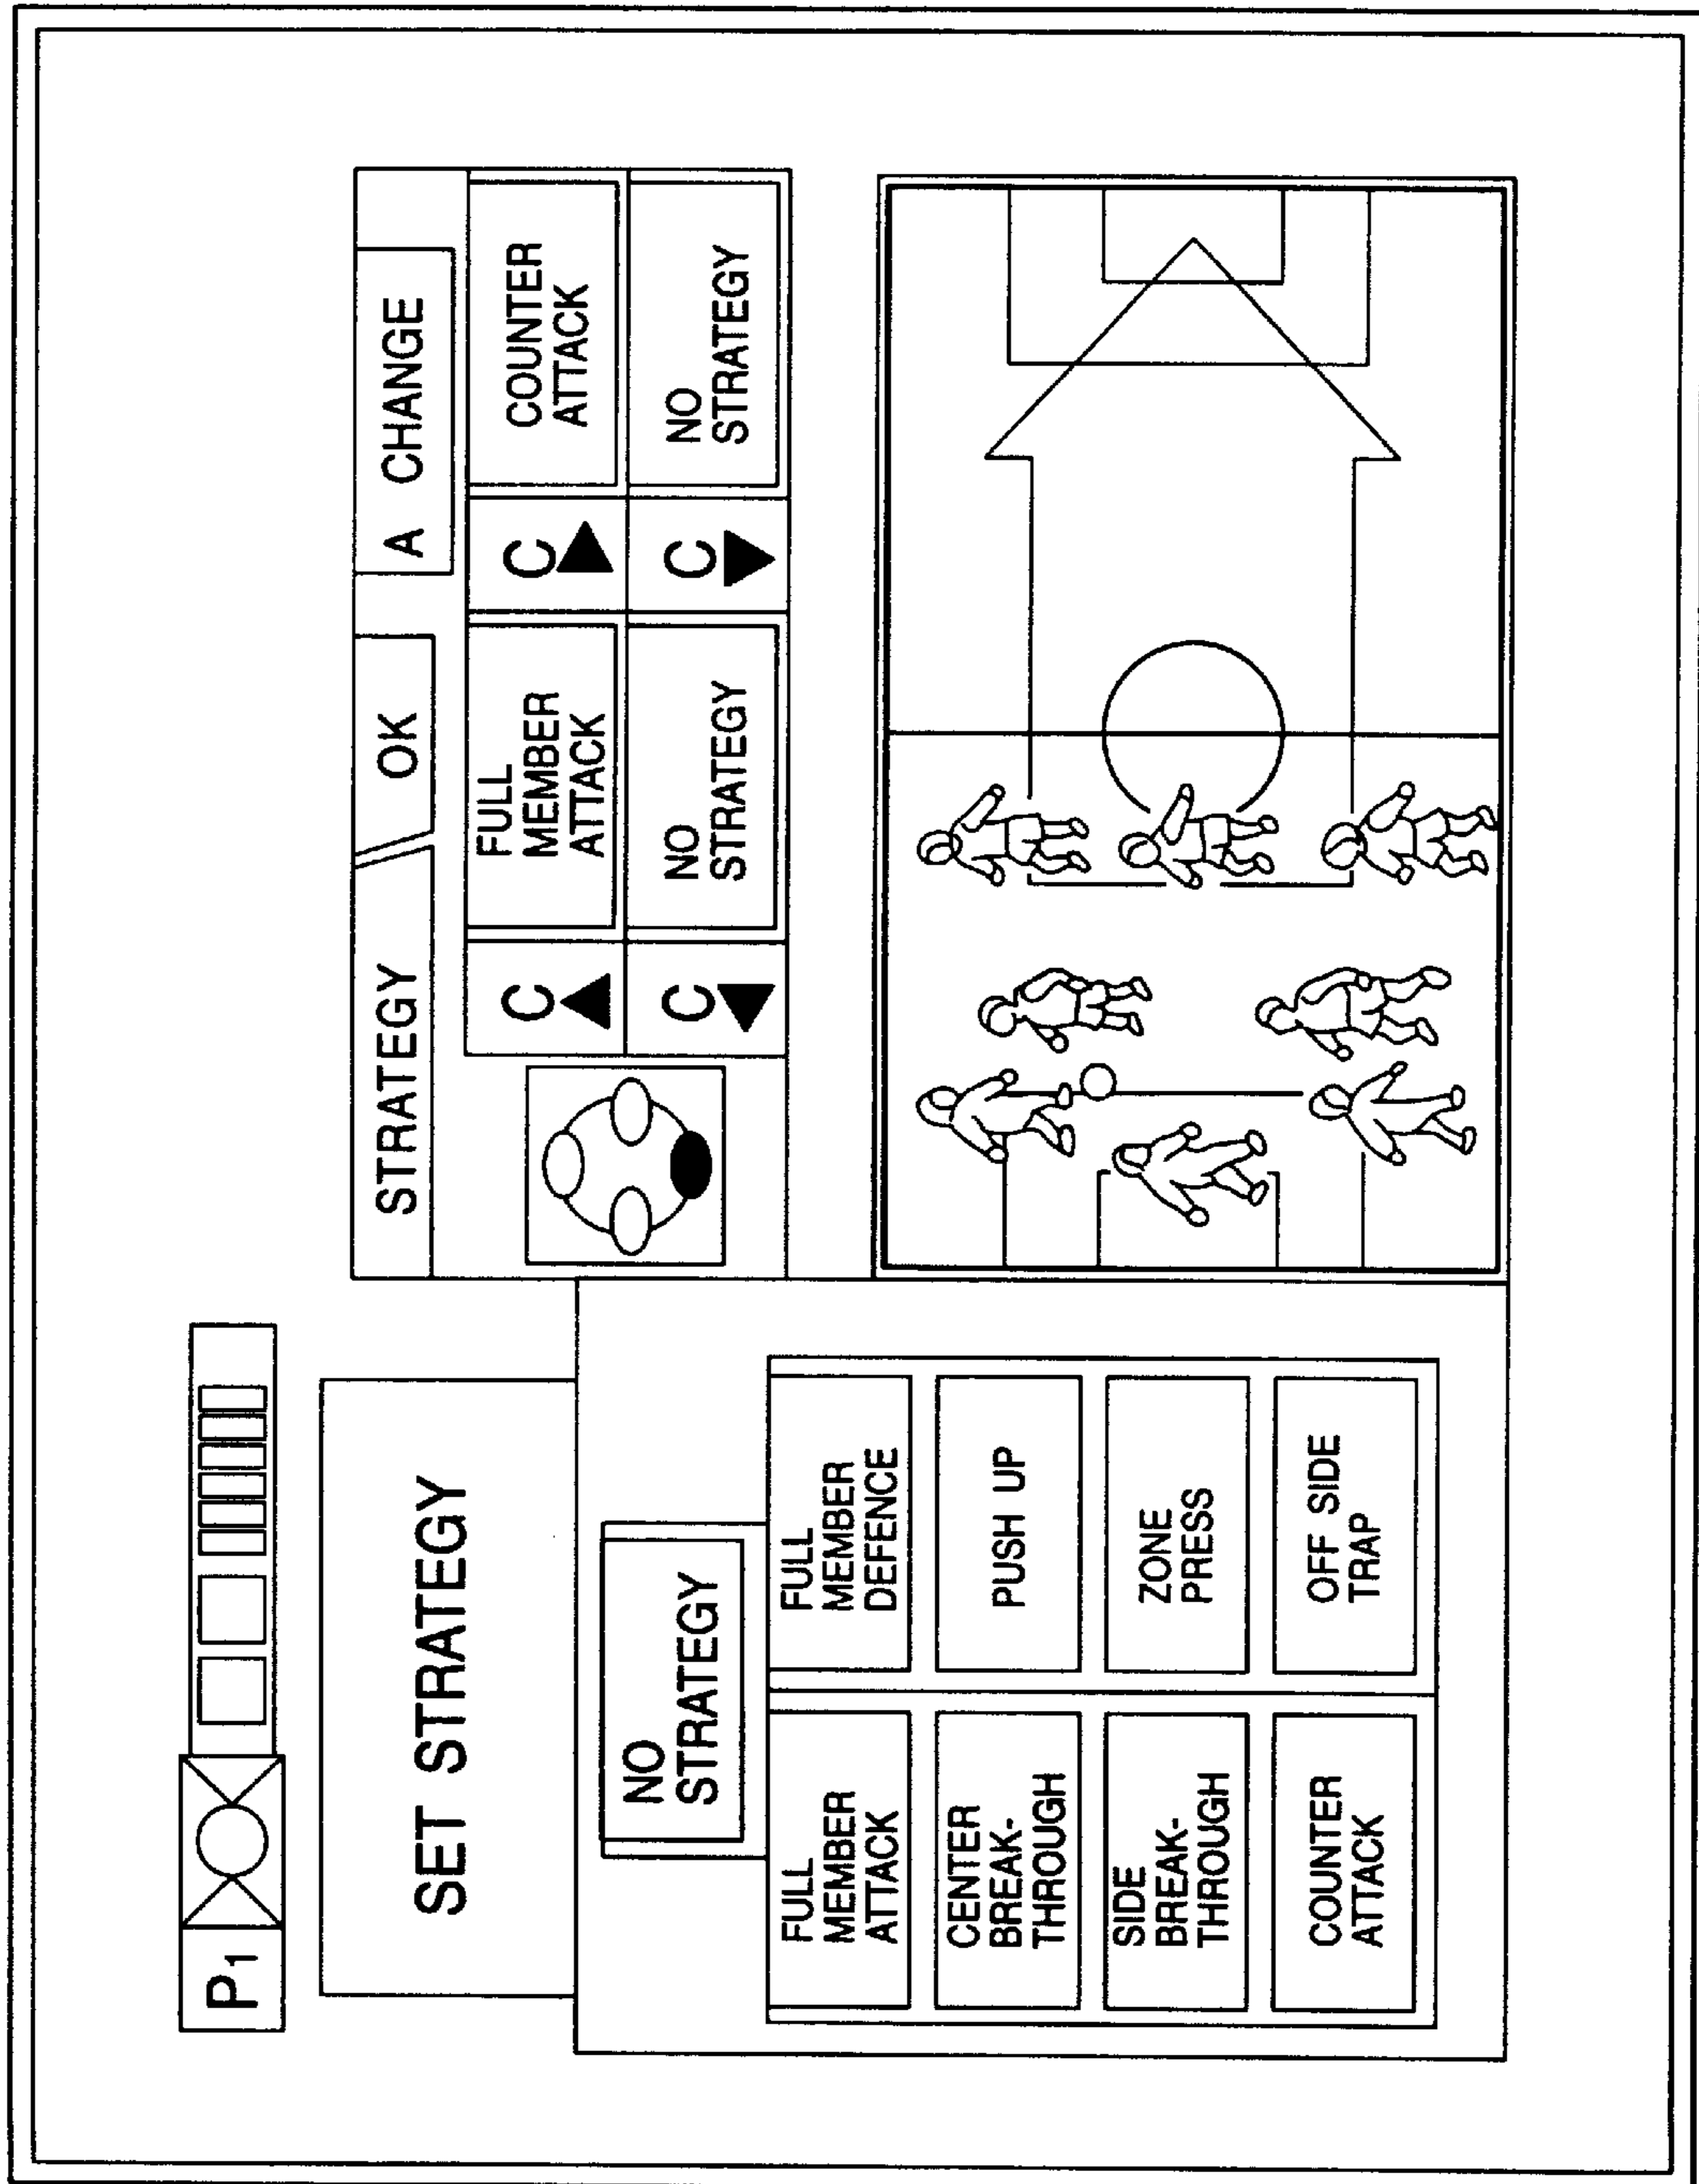 P1
SET STRATEGY
NO
STRATEGY
FULL
MEMBER
ATTACK
FULL
MEMBER
DEFENCE
CENTER
BREAK-
THROUGH
PUSH UP
SIDE
BREAK-
THROUGH
ZONE
PRESS
COUNTER
ATTACK
OFF SIDE
TRAP
STRATEGY
OK
A CHANGE
C
FULL
MEMBER
ATTACK
C
COUNTER
ATTACK
C
NO
STRATEGY
C
NO
STRATEGY